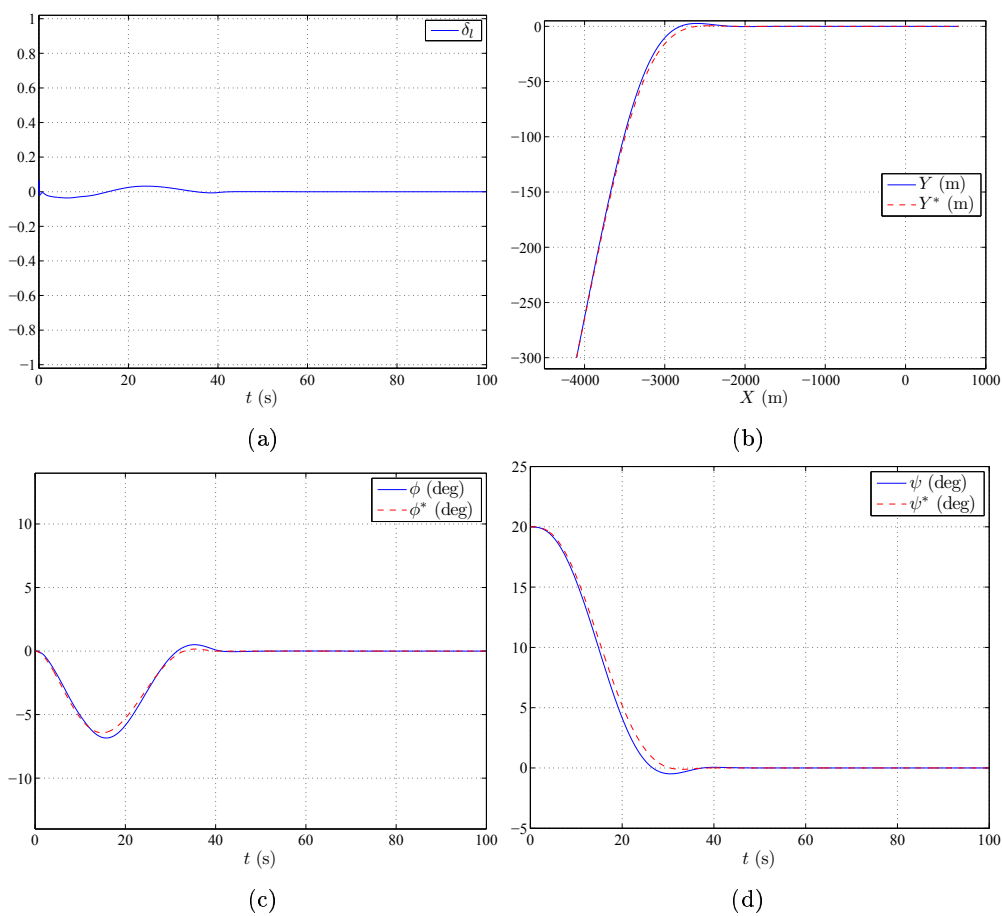 1
0.8
0.6
0.4
0.2
0
−0.2
−0.4
−0.6
−0.8
−1
0 20 40 60 80 100
t (s)
δl
(a)
0
−50
−100
−150
−200
−250
−300
−4000 −3000 −2000 −1000 0 1000
X (m)
Y (m)
Y* (m)
(b)
10
5
0
−5
−10
0 20 40 60 80 100
t (s)
ϕ (deg)
ϕ* (deg)
(c)
25
20
15
10
5
0
−5
0 20 40 60 80 100
t (s)
ψ (deg)
ψ* (deg)
(d)